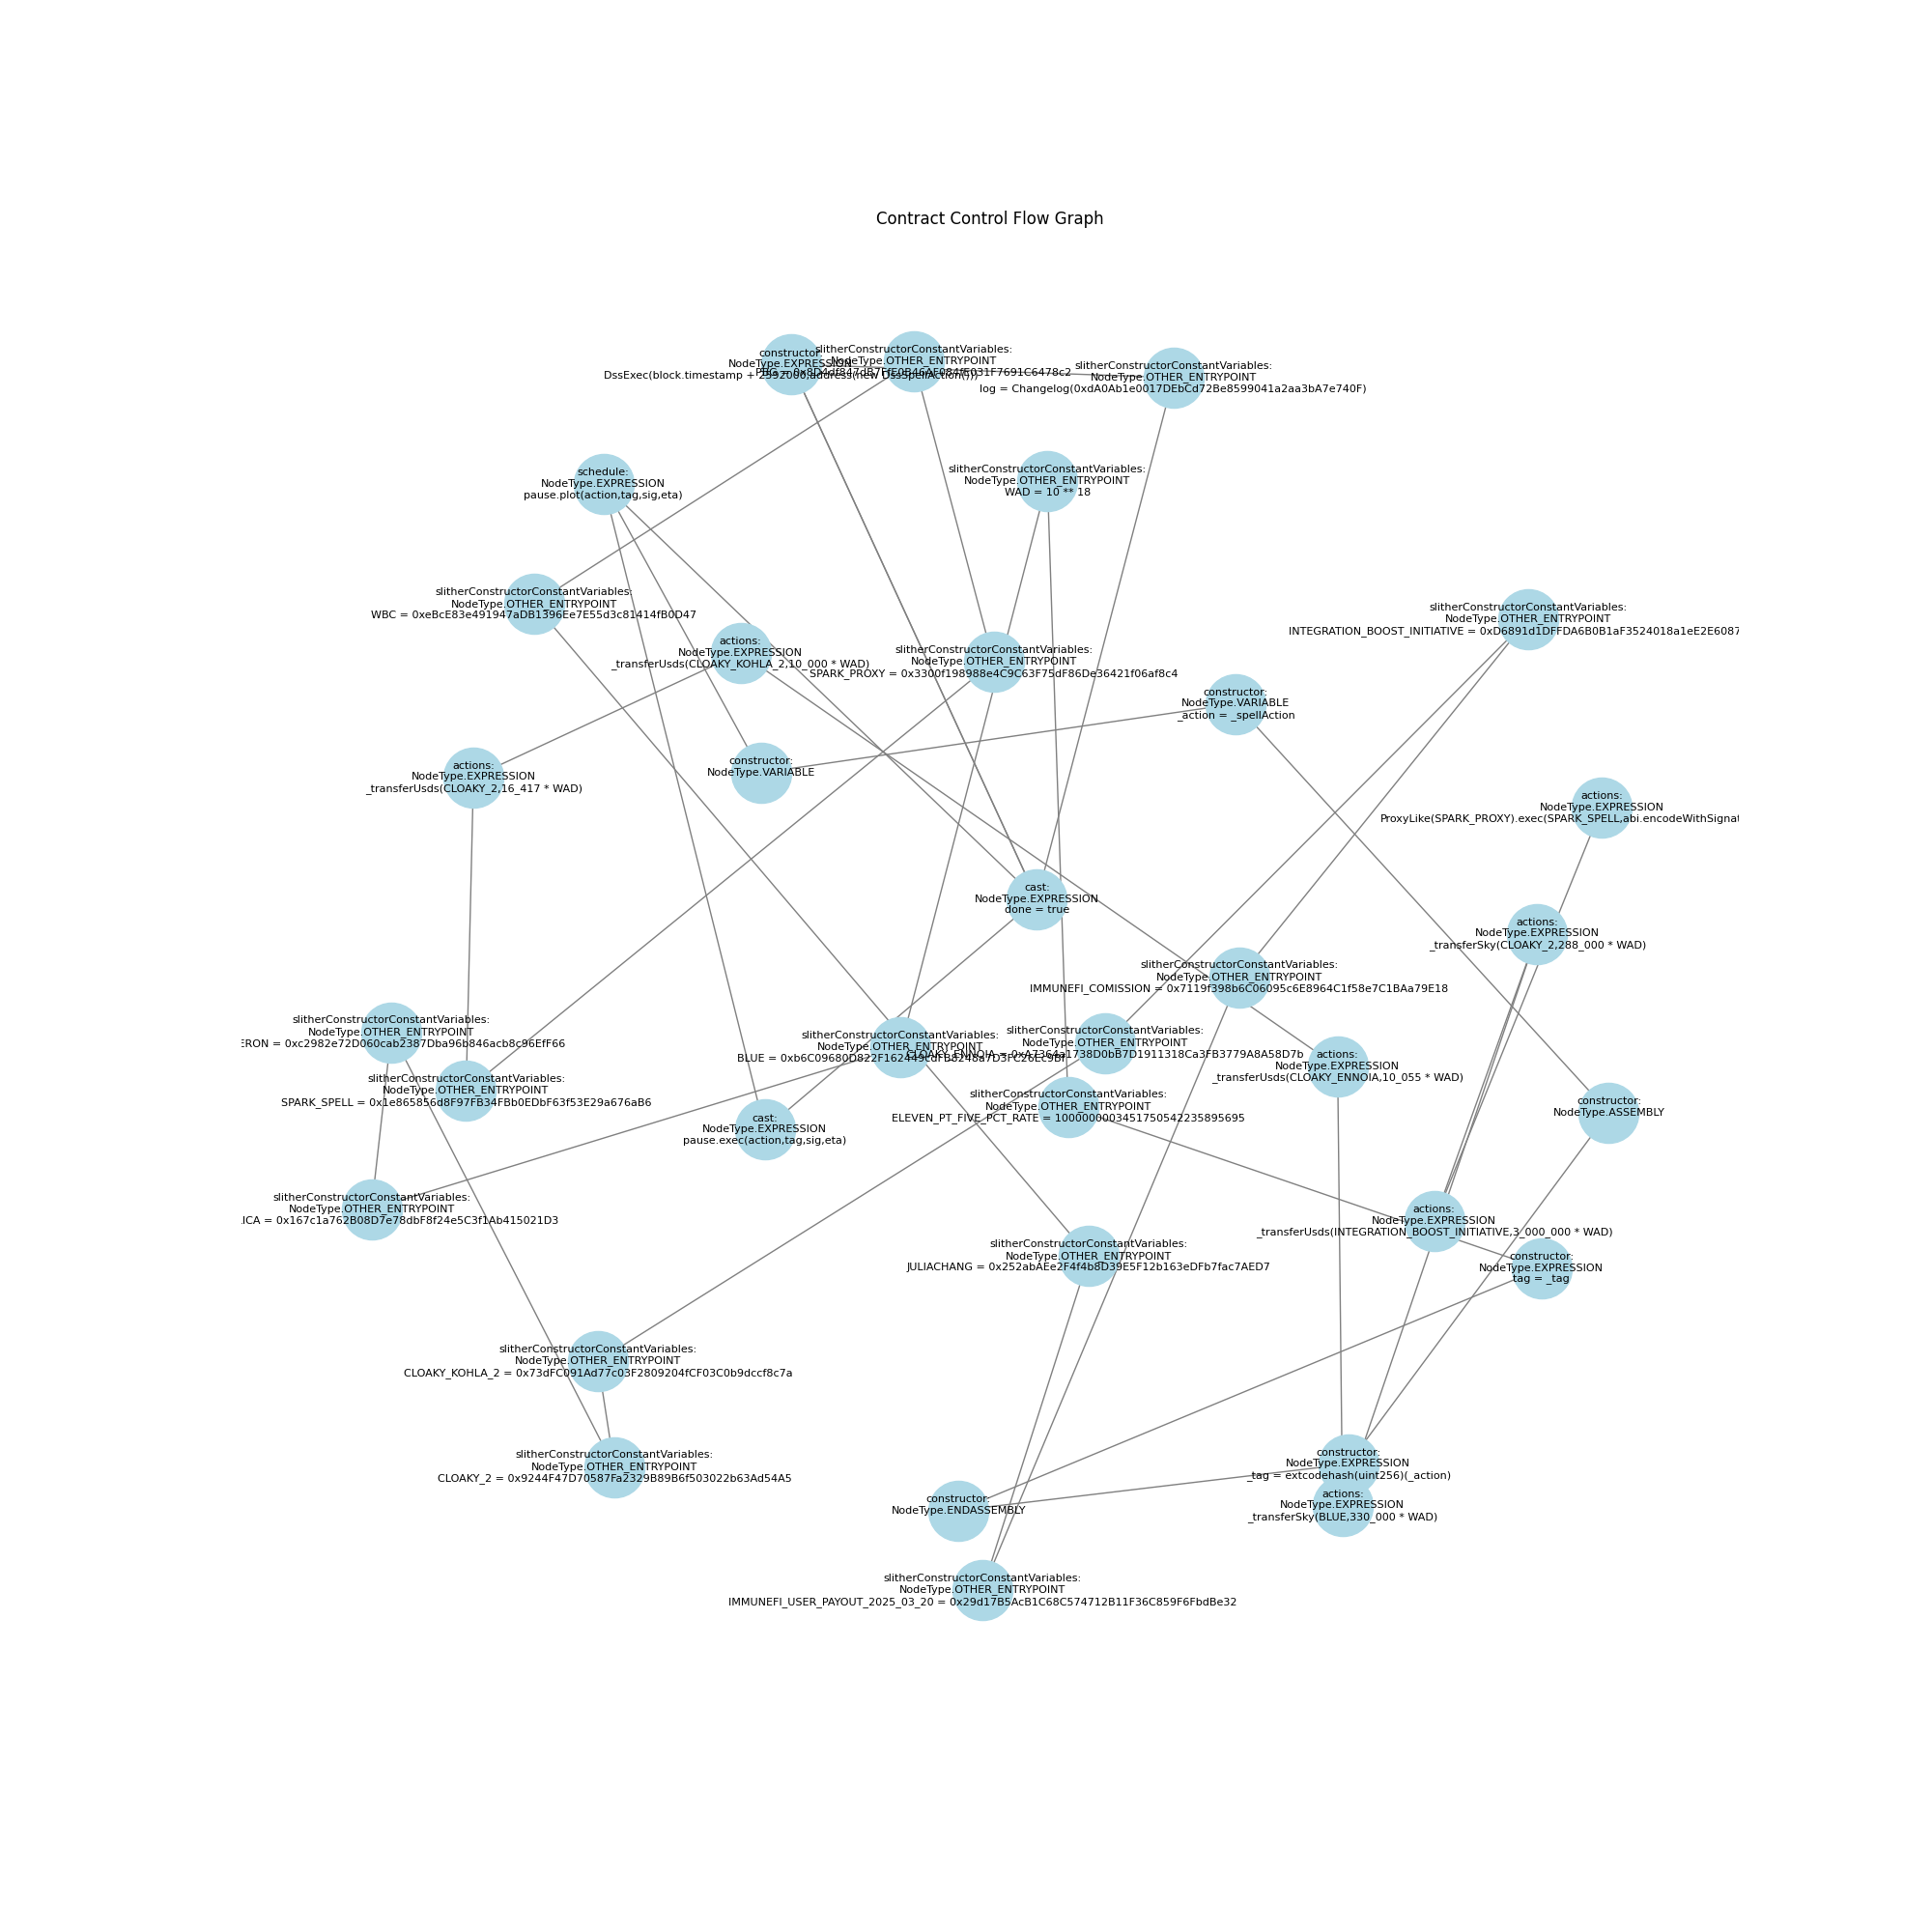 Contract Control Flow Graph
constructor:
NodeType.EXPRESSION
DssExec(block.timestamp + 2592000,address(new DssSpellAction()))
slitherConstructorConstantVariables:
NodeType.OTHER_ENTRYPOINT
slitherConstructorConstantVariables:
NodeType.OTHER_ENTRYPOINT
log = Changelog(0xdA0Ab1e0017DEbCd72Be8599041a2aa3bA7e740F)
schedule:
NodeType.EXPRESSION
pause.plot(action,tag,sig,eta)
slitherConstructorConstantVariables:
NodeType.OTHER_ENTRYPOINT
WAD = 10 ** 18
slitherConstructorConstantVariables:
NodeType.OTHER_ENTRYPOINT
WBC = 0xeBcE83e491947aDB1396Ee7E55d3c81414fB0D47
slitherConstructorConstantVariables:
NodeType.OTHER_ENTRYPOINT
INTEGRATION_BOOST_INITIATIVE = 0xD6891d1DFFDA6B0B1aF3524018a1eE2E6087
actions:
NodeType.EXPRESSION
_transferUsds(CLOAKY_KOHLA_2,10_000 * WAD)
slitherConstructorConstantVariables:
NodeType.OTHER_ENTRYPOINT
SPARK_PROXY = 0x3300f198988e4C9C63F75dF86De36421f06af8c4
constructor:
NodeType.VARIABLE
_action = _spellAction
constructor:
NodeType.VARIABLE
actions:
NodeType.EXPRESSION
_transferUsds(CLOAKY_2,16_417 * WAD)
actions:
NodeType.EXPRESSION
ProxyLike(SPARK_PROXY).exec(SPARK_SPELL,abi.encodeWithSignat
cast:
NodeType.EXPRESSION
done = true
actions:
NodeType.EXPRESSION
_transferSky(CLOAKY_2,288_000 * WAD)
slitherConstructorConstantVariables:
NodeType.OTHER_ENTRYPOINT
IMMUNEFI_COMISSION = 0x7119f398b6C06095c6E8964C1f58e7C1BAa79E18
slitherConstructorConstantVariables:
NodeType.OTHER_ENTRYPOINT
ERON = 0xc2982e72D060cab2387Dba96b846acb8c96EfF66
slitherConstructorConstantVariables:
NodeType.OTHER_ENTRYPOINT
BLUE =
slitherConstructorConstantVariables:
NodeType.OTHER_ENTRYPOINT
CLOAKY_ENNOIA = 0xA7364a1738D0bB7D1911318Ca3FB3779A8A58D7b
actions:
NodeType.EXPRESSION
_transferUsds(CLOAKY_ENNOIA,10_055 * WAD)
slitherConstructorConstantVariables:
NodeType.OTHER_ENTRYPOINT
SPARK_SPELL = 0x1e865856d8F97FB34FBb0EDbF63f53E29a676aB6
slitherConstructorConstantVariables:
NodeType.OTHER_ENTRYPOINT
ELEVEN_PT_FIVE_PCT_RATE = 1000000003451750542235895695
constructor:
NodeType.ASSEMBLY
cast:
NodeType.EXPRESSION
pause.exec(action,tag,sig,eta)
slitherConstructorConstantVariables:
NodeType.OTHER_ENTRYPOINT
ICA = 0x167c1a762B08D7e78dbF8f24e5C3f1Ab415021D3
actions:
NodeType.EXPRESSION
_transferUsds(INTEGRATION_BOOST_INITIATIVE,3_000_000 * WAD)
slitherConstructorConstantVariables:
NodeType.OTHER_ENTRYPOINT
JULIACHANG = 0x252abAEe2F4f4b8D39E5F12b163eDFb7fac7AED7
constructor:
NodeType.EXPRESSION
tag = _tag
slitherConstructorConstantVariables:
NodeType.OTHER_ENTRYPOINT
CLOAKY_KOHLA_2 = 0x73dFC091Ad77c03F2809204fCF03C0b9dccf8c7a
slitherConstructorConstantVariables:
NodeType.OTHER_ENTRYPOINT
CLOAKY_2 = 0x9244F47D70587Fa2329B89B6f503022b63Ad54A5
constructor:
NodeType.EXPRESSION
_tag = extcodehash(uint256)(_action)
constructor:
NodeType.ENDASSEMBLY
actions:
NodeType.EXPRESSION
_transferSky(BLUE,330_000 * WAD)
slitherConstructorConstantVariables:
NodeType.OTHER_ENTRYPOINT
IMMUNEFI_USER_PAYOUT_2025_03_20 = 0x29d17B5AcB1C68C574712B11F36C859F6FbdBe32